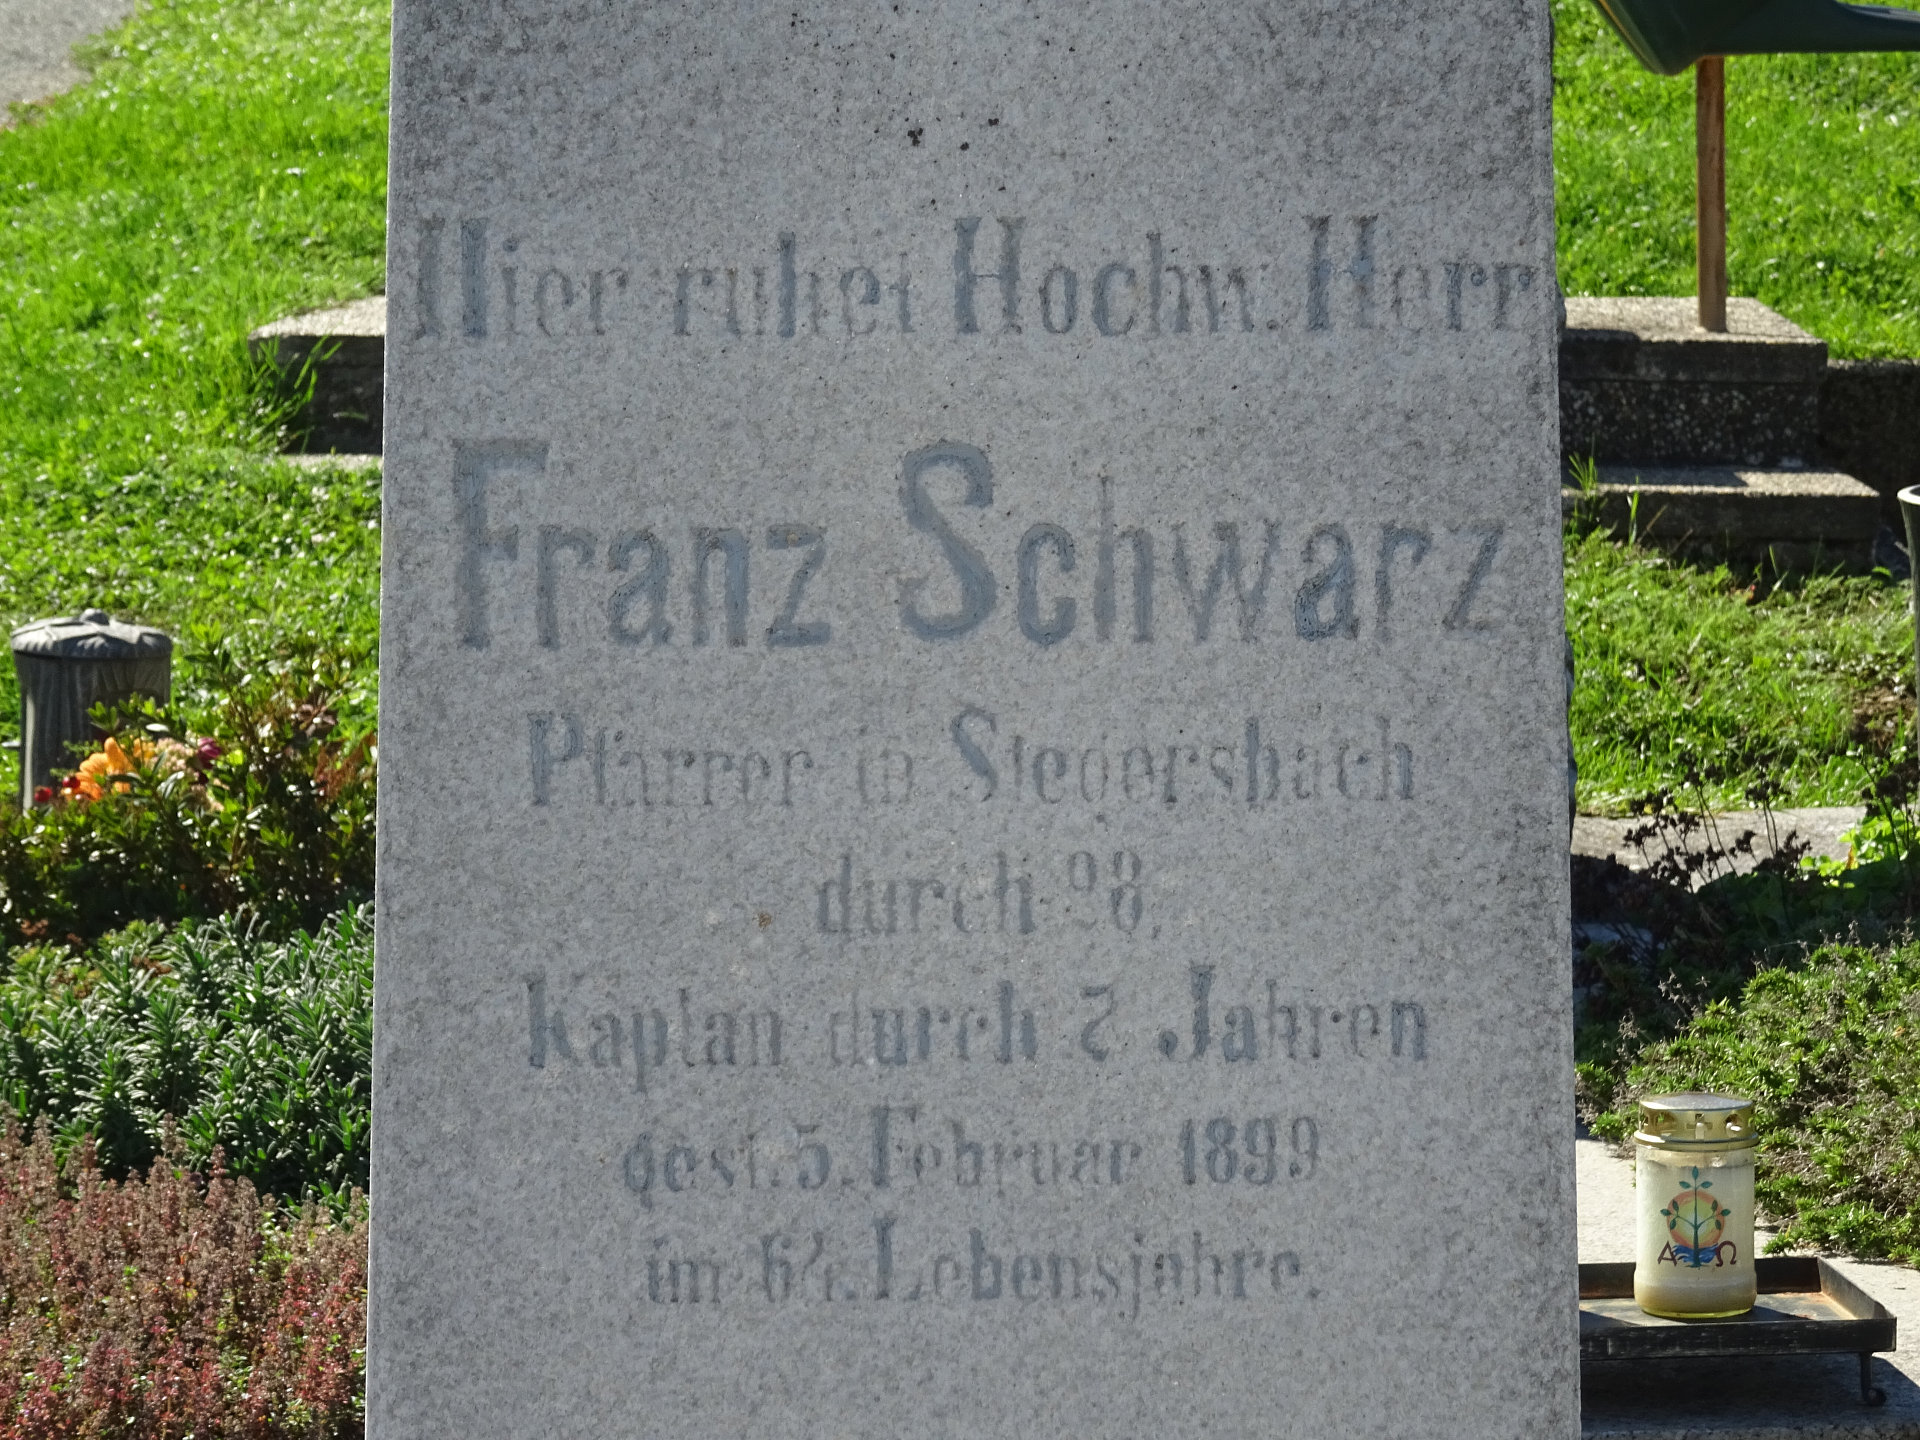 Hier ruhet Hochw. Herr
Franz Schwarz
Pfarrer in Stegersbach
durch 28,
Kaplan durch 2 Jahren
gest. 5. Februar 1899
im Lebensjahre.
A Ω